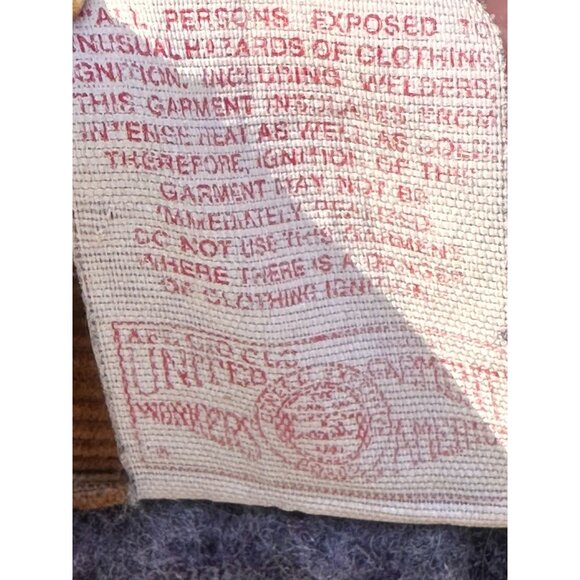 ALL PERSONS EXPOSED TO
UNUSUAL HAZARDS OF CLOTHING
IGNITION, INCLUDING WELDERS.
THIS GARMENT INSULATES FROM
INTENSE HEAT AS WELL AS COLD.
THEREFORE, IGNITION OF THIS
GARMENT MAY NOT BE
IMMEDIATELY REALIZED.
DO NOT USE THIS GARMENT
WHERE THERE IS A DANGER
OF CLOTHING IGNITION.
UNITED
WORKERS